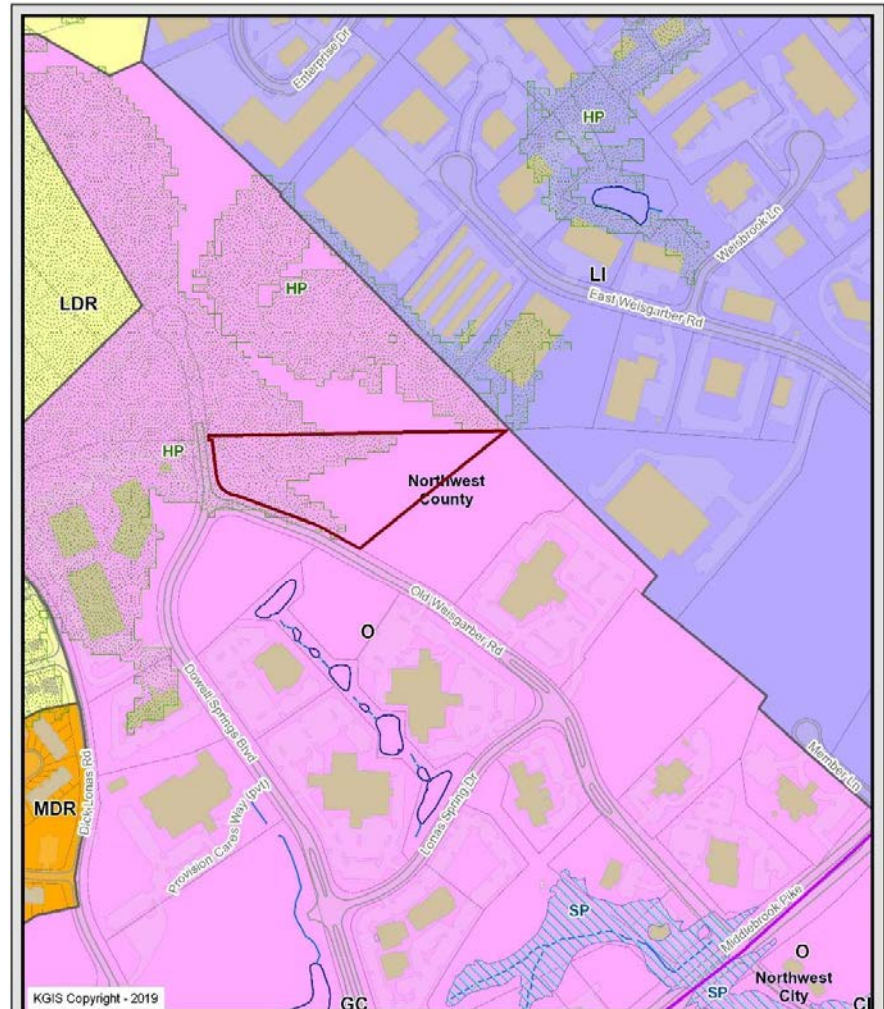 Enterprise Dr
HP
Weisbrook Ln
LDR
HP
LI
East Weisgarber Rd
HP
Northwest
County
Old Weisgarber Rd
O
Dowell Springs Blvd
Dick Lonas Rd
MDR
Member Ln
Lonas Spring Dr
Provision Cares Way (pvt)
Middlebrook Pike
SP
O
Northwest
City
SP
KGIS Copyright - 2019
GC